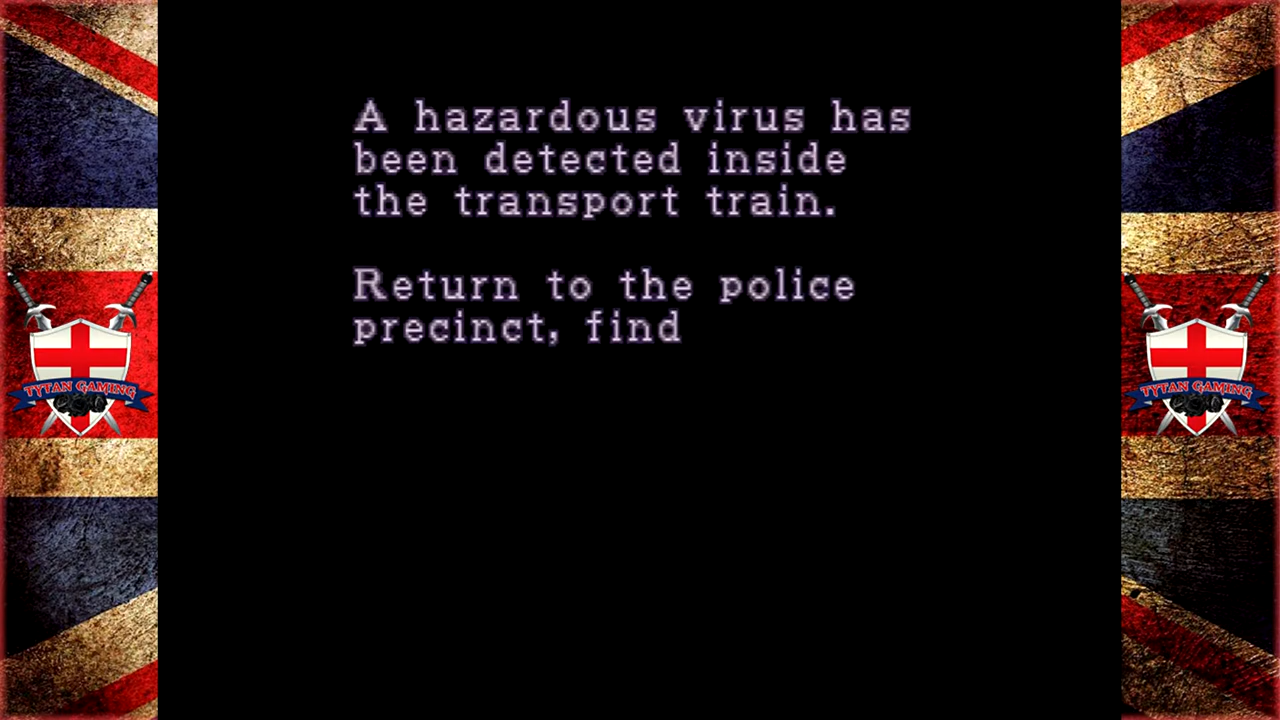 A hazardous virus has
been detected inside
the transport train.
Return to the police
precinct, find
TYTAN GAMING
TYTAN GAMING